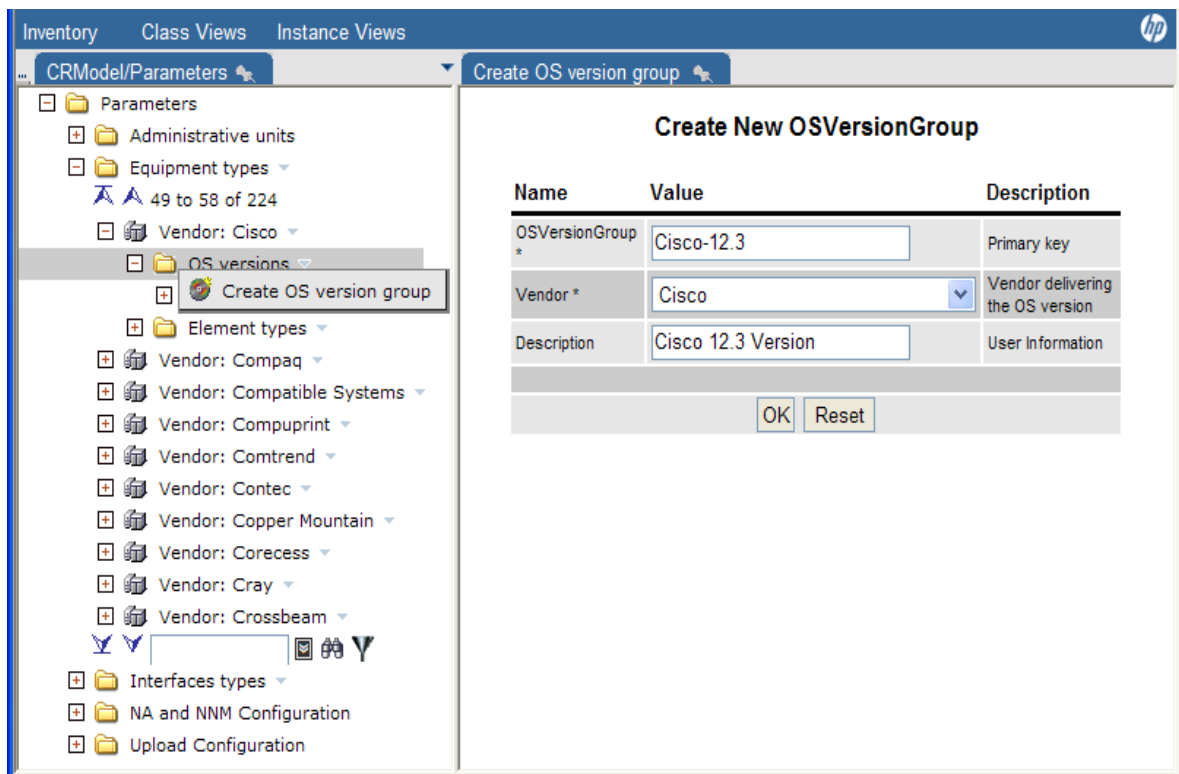 Inventory Class Views Instance Views
hp
... CRModel/Parameters
Create OS version group
Parameters
Administrative units
Equipment types
49 to 58 of 224
Vendor: Cisco
OS versions
Create OS version group
Element types
Vendor: Compaq
Vendor: Compatible Systems
Vendor: Compuprint
Vendor: Comtrend
Vendor: Contec
Vendor: Copper Mountain
Vendor: Corecess
Vendor: Cray
Vendor: Crossbeam
Interfaces types
NA and NNM Configuration
Upload Configuration
Create New OSVersionGroup
Name Value Description
OSVersionGroup
* Cisco-12.3 Primary key
Vendor * Cisco Vendor delivering
the OS version
Description Cisco 12.3 Version User Information
OK Reset